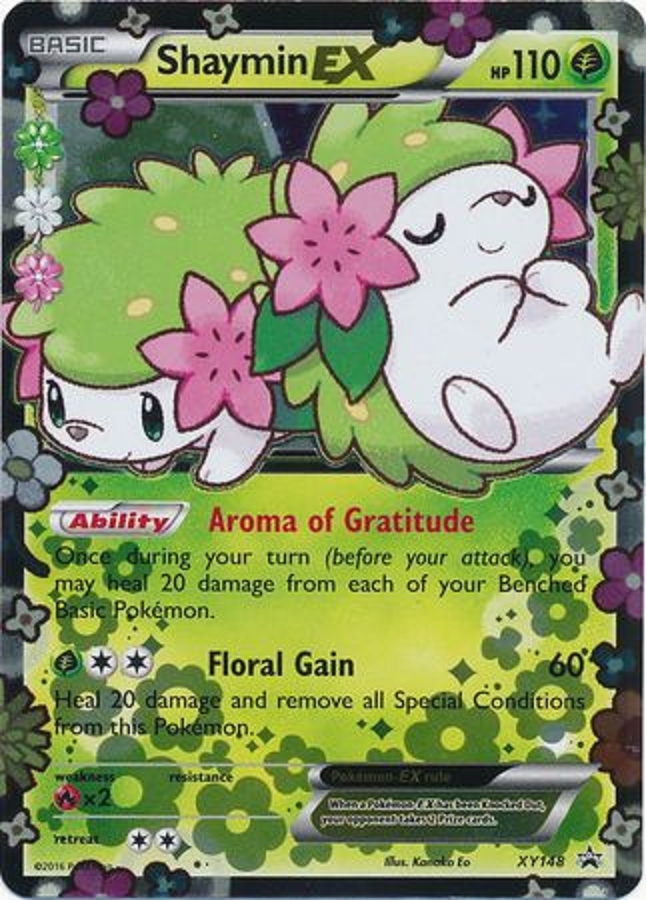 BASIC
Shaymin EX
HP 110
Ability Aroma of Gratitude
Once during your turn (before your attack), you
may heal 20 damage from each of your Benched
Basic Pokémon.
Floral Gain 60
Heal 20 damage and remove all Special Conditions
from this Pokémon.
weakness resistance
×2
Pokémon-EX rule
When a Pokémon-EX has been Knocked Out,
your opponent takes 2 Prize cards.
retreat
©2016
Illus. Kanako Eo
XY148